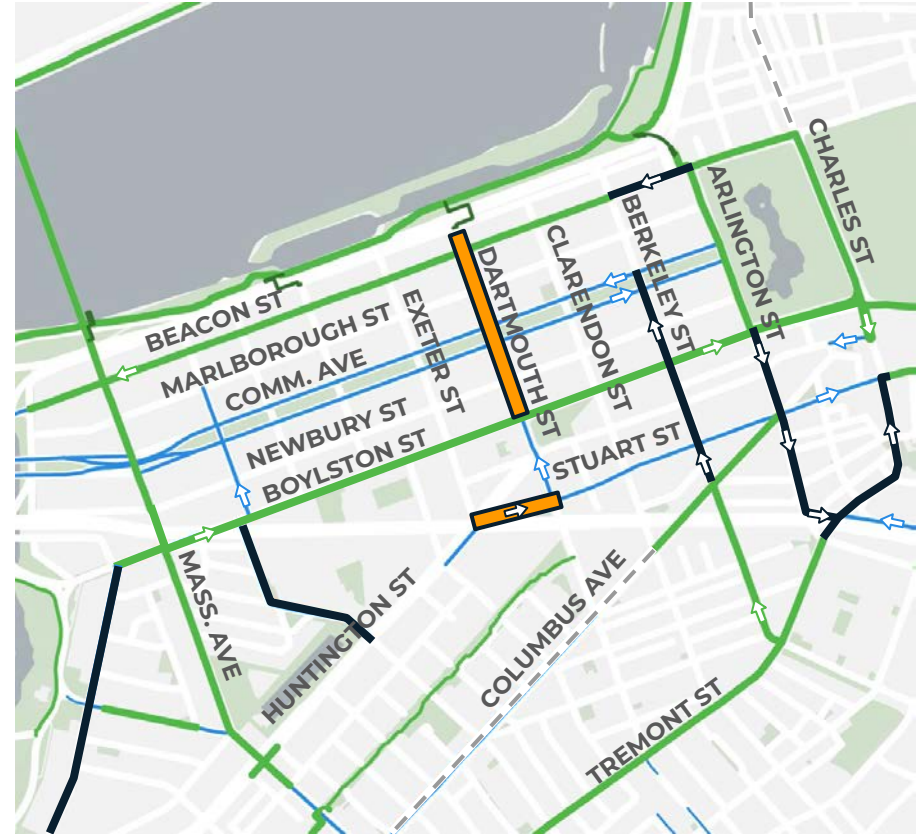 CHARLES ST
ARLINGTON ST
BERKELEY ST
CLARENDON ST
DARTMOUTH ST
EXETER ST
BEACON ST
MARLBOROUGH ST
COMM. AVE
NEWBURY ST
BOYLSTON ST
STUART ST
MASS. AVE
HUNTINGTON ST
COLUMBUS AVE
TREMONT ST